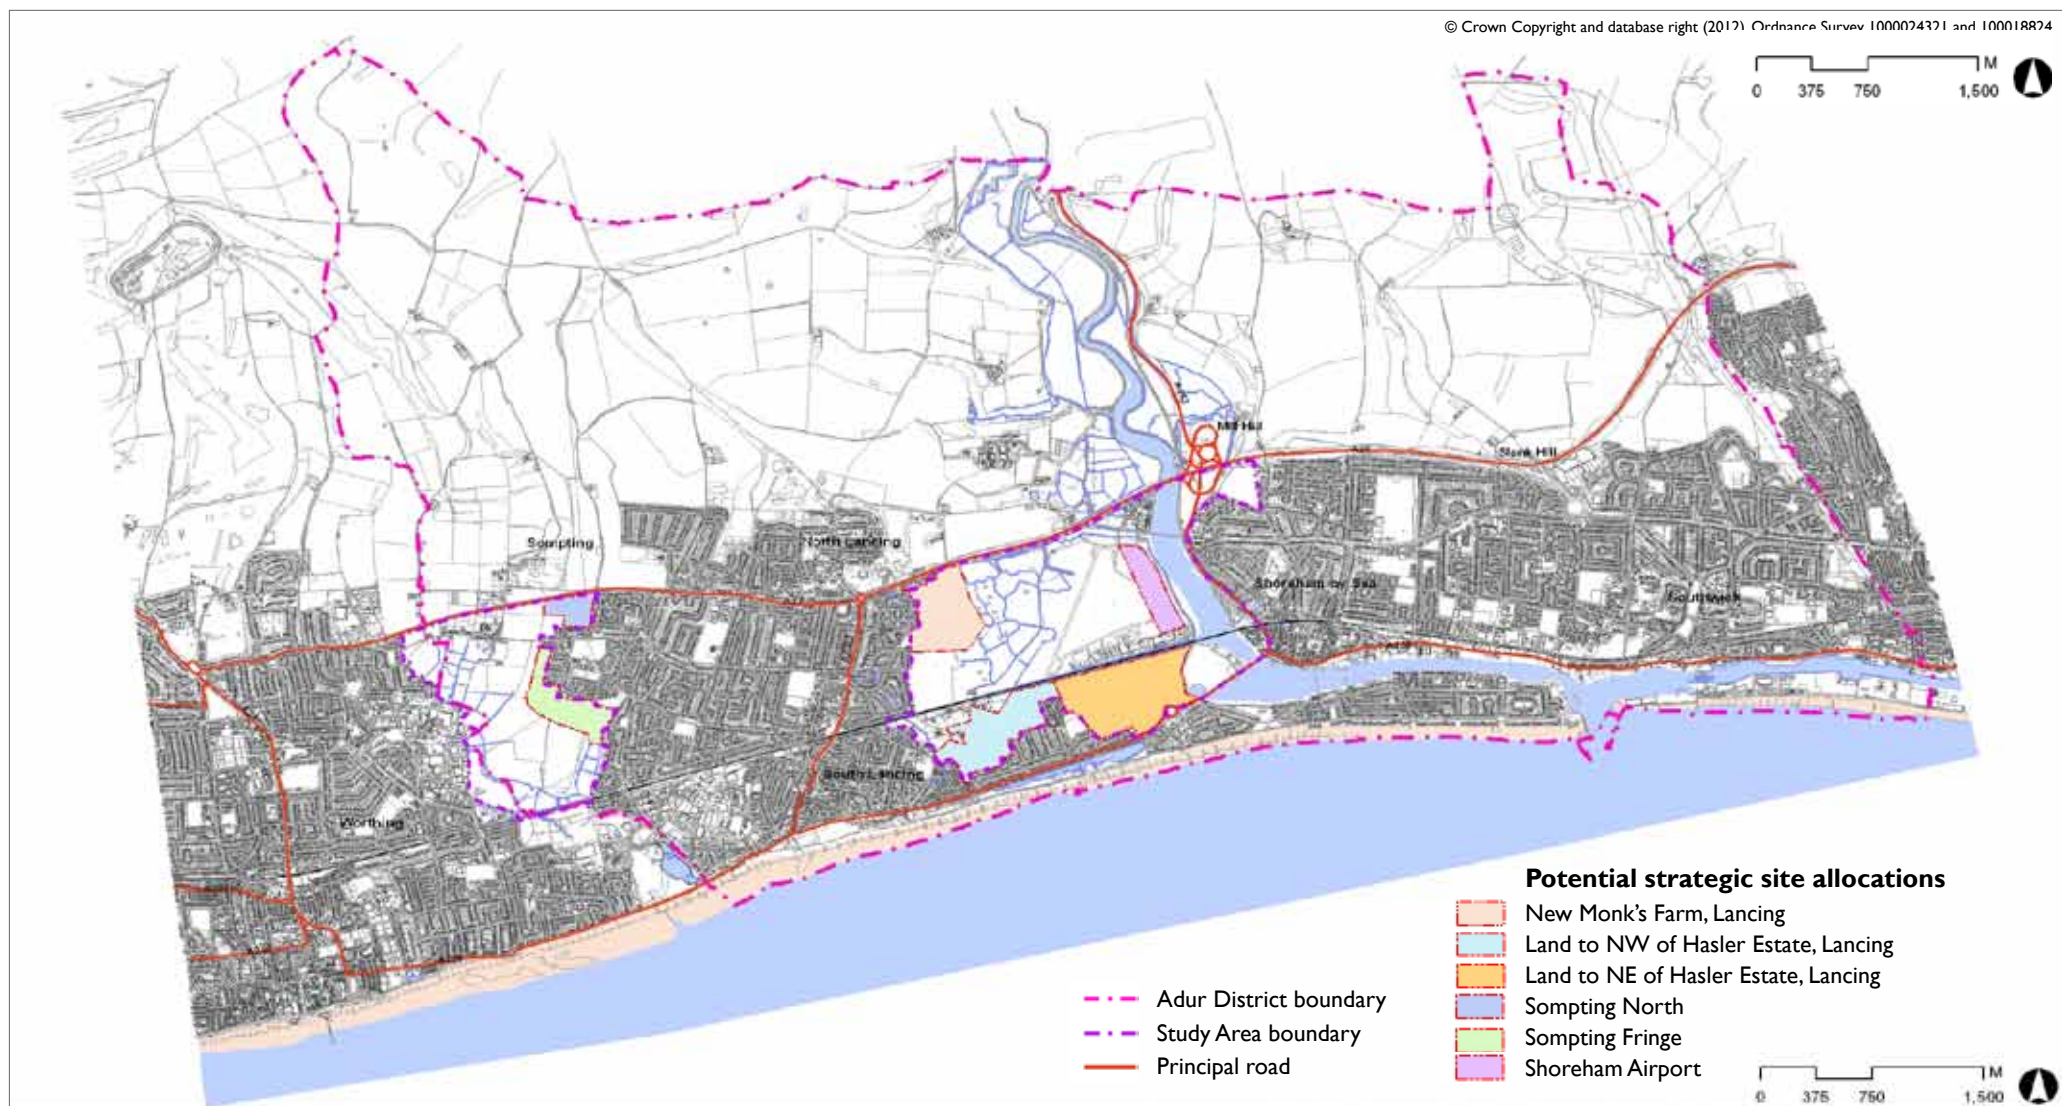 © Crown Copyright and database right (2012). Ordnance Survey 1000024321 and 100018824
M
0 375 750 1,500
Mill Hill
Slonk Hill
Sompting
North Lancing
Shoreham by Sea
Southwick
South Lancing
Worthing
Potential strategic site allocations
New Monk's Farm, Lancing
Land to NW of Hasler Estate, Lancing
Land to NE of Hasler Estate, Lancing
Sompting North
Sompting Fringe
Shoreham Airport
Adur District boundary
Study Area boundary
Principal road
M
0 375 750 1,500